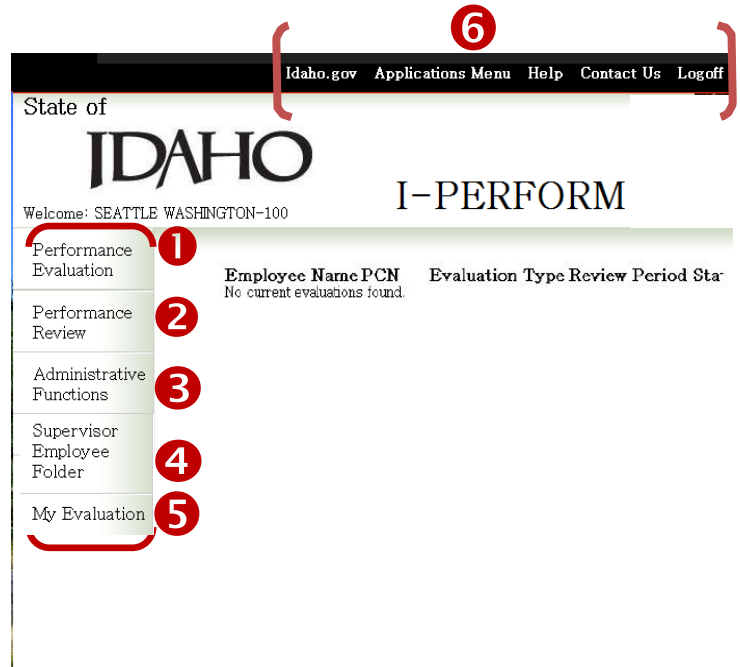 6
Idaho.gov Applications Menu Help Contact Us Logoff
State of
IDAHO
I-PERFORM
Welcome: SEATTLE WASHINGTON-100
Performance
Evaluation
1
Employee Name PCN Evaluation Type Review Period Sta
No current evaluations found.
Performance
Review
2
Administrative
Functions
3
Supervisor
Employee
Folder
4
My Evaluation
5